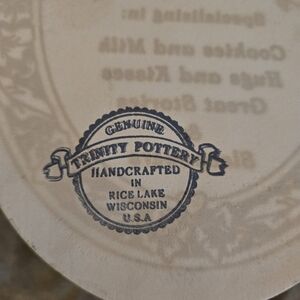 Specializing in:
Cookies and Milk
Hugs and Kisses
Great Stories
GENUINE
TRINITY POTTERY
HANDCRAFTED
IN
RICE LAKE
WISCONSIN
U.S.A